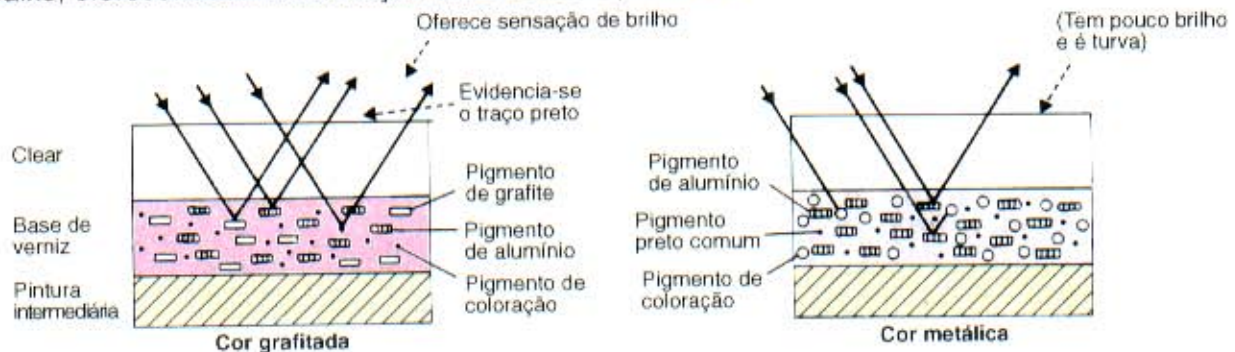 Oferece sensação de brilho
Evidencia-se
o traço preto
Clear
Base de
verniz
Pintura
intermediária
Pigmento
de grafite
Pigmento
de alumínio
Pigmento de
coloração
Cor grafitada
(Tem pouco brilho
e é turva)
Pigmento
de alumínio
Pigmento
preto comum
Pigmento de
coloração
Cor metálica